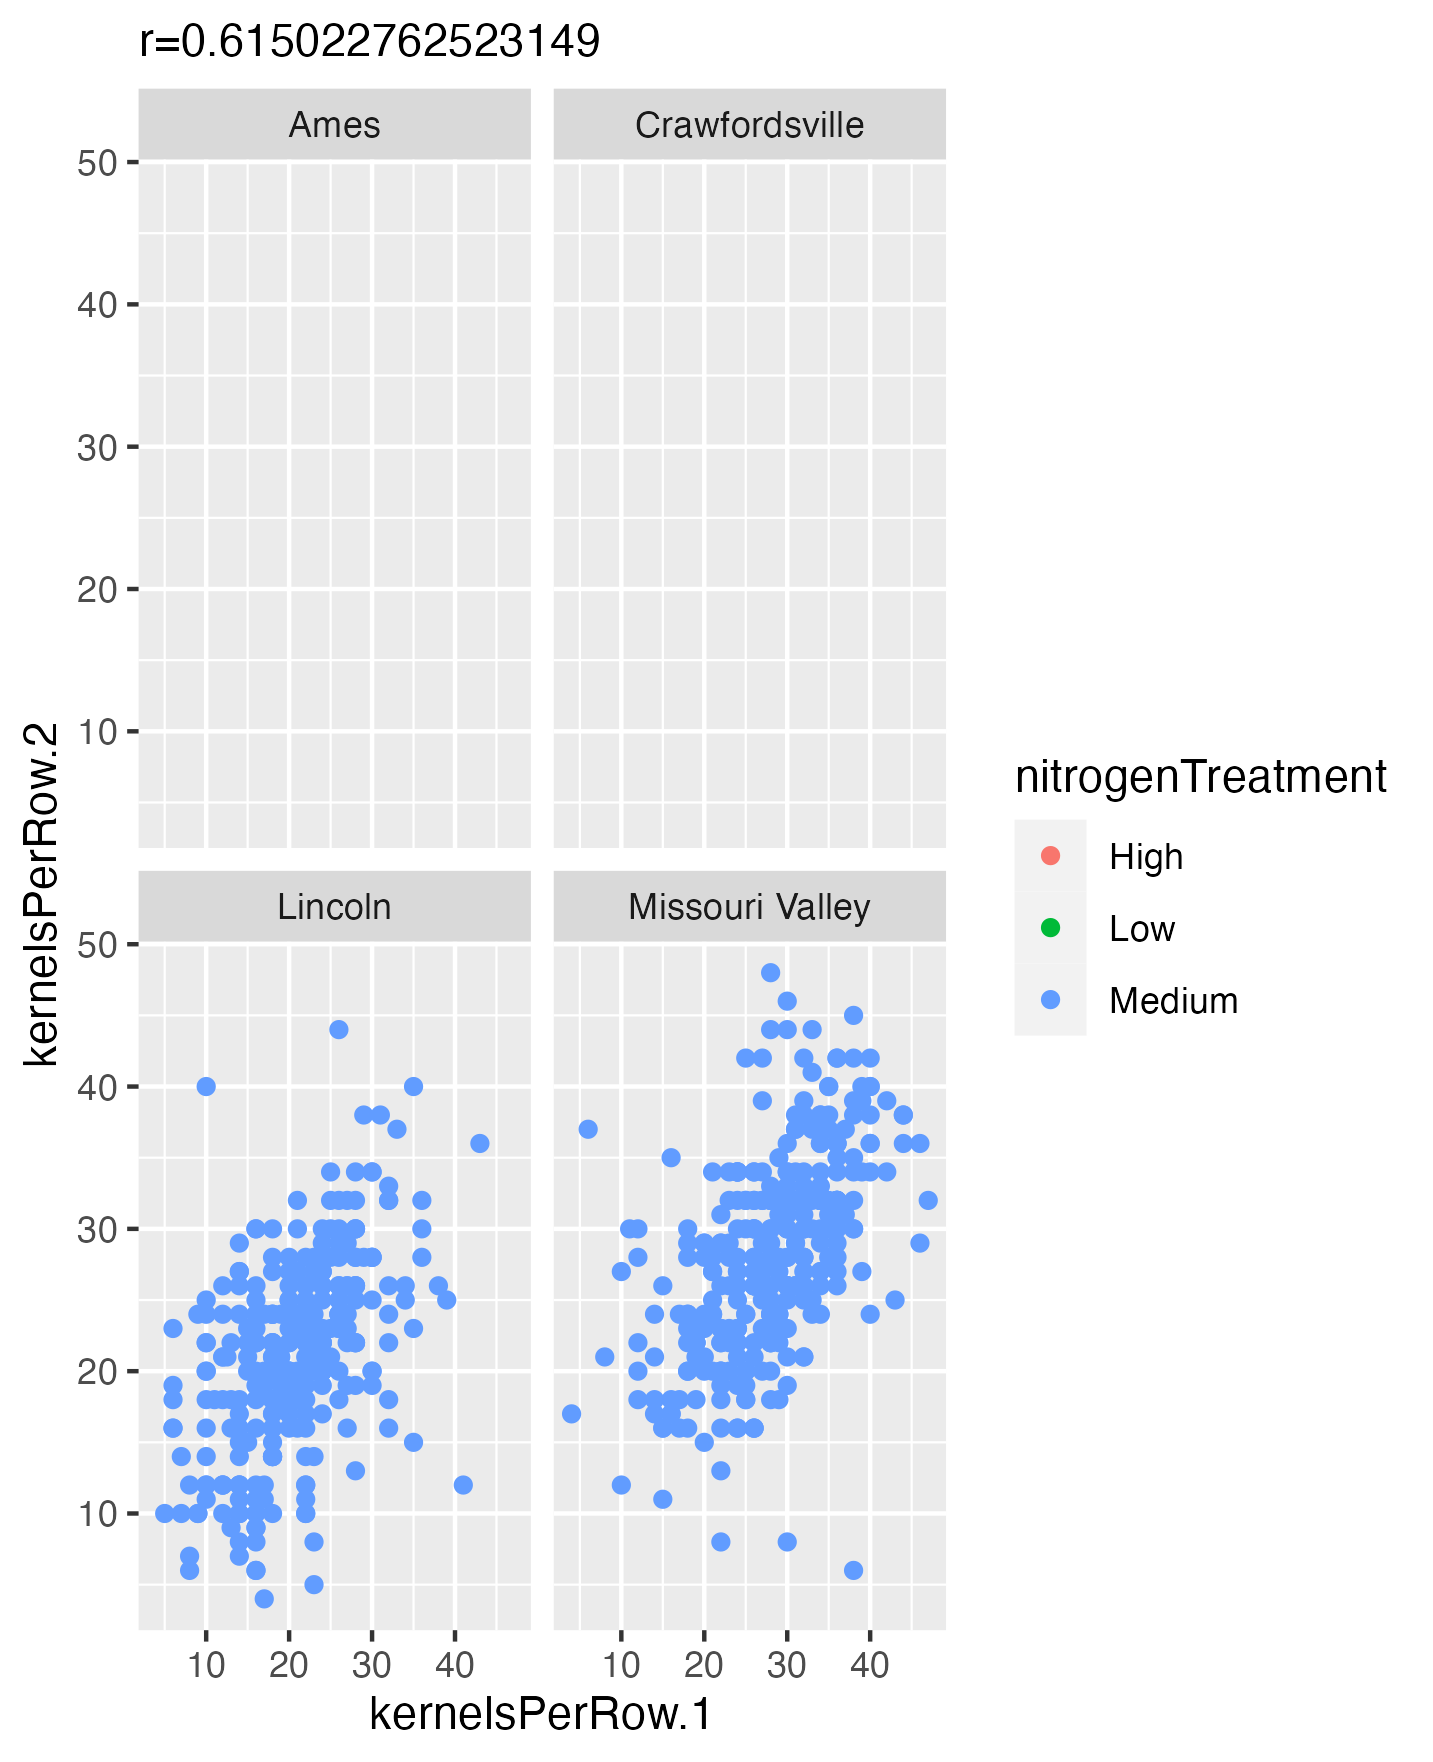 r=0.615022762523149
Ames
Crawfordsville
50
40
30
20
10
kernelsPerRow.2
Lincoln
Missouri Valley
50
40
30
20
10
10 20 30 40
10 20 30 40
kernelsPerRow.1
nitrogenTreatment
High
Low
Medium